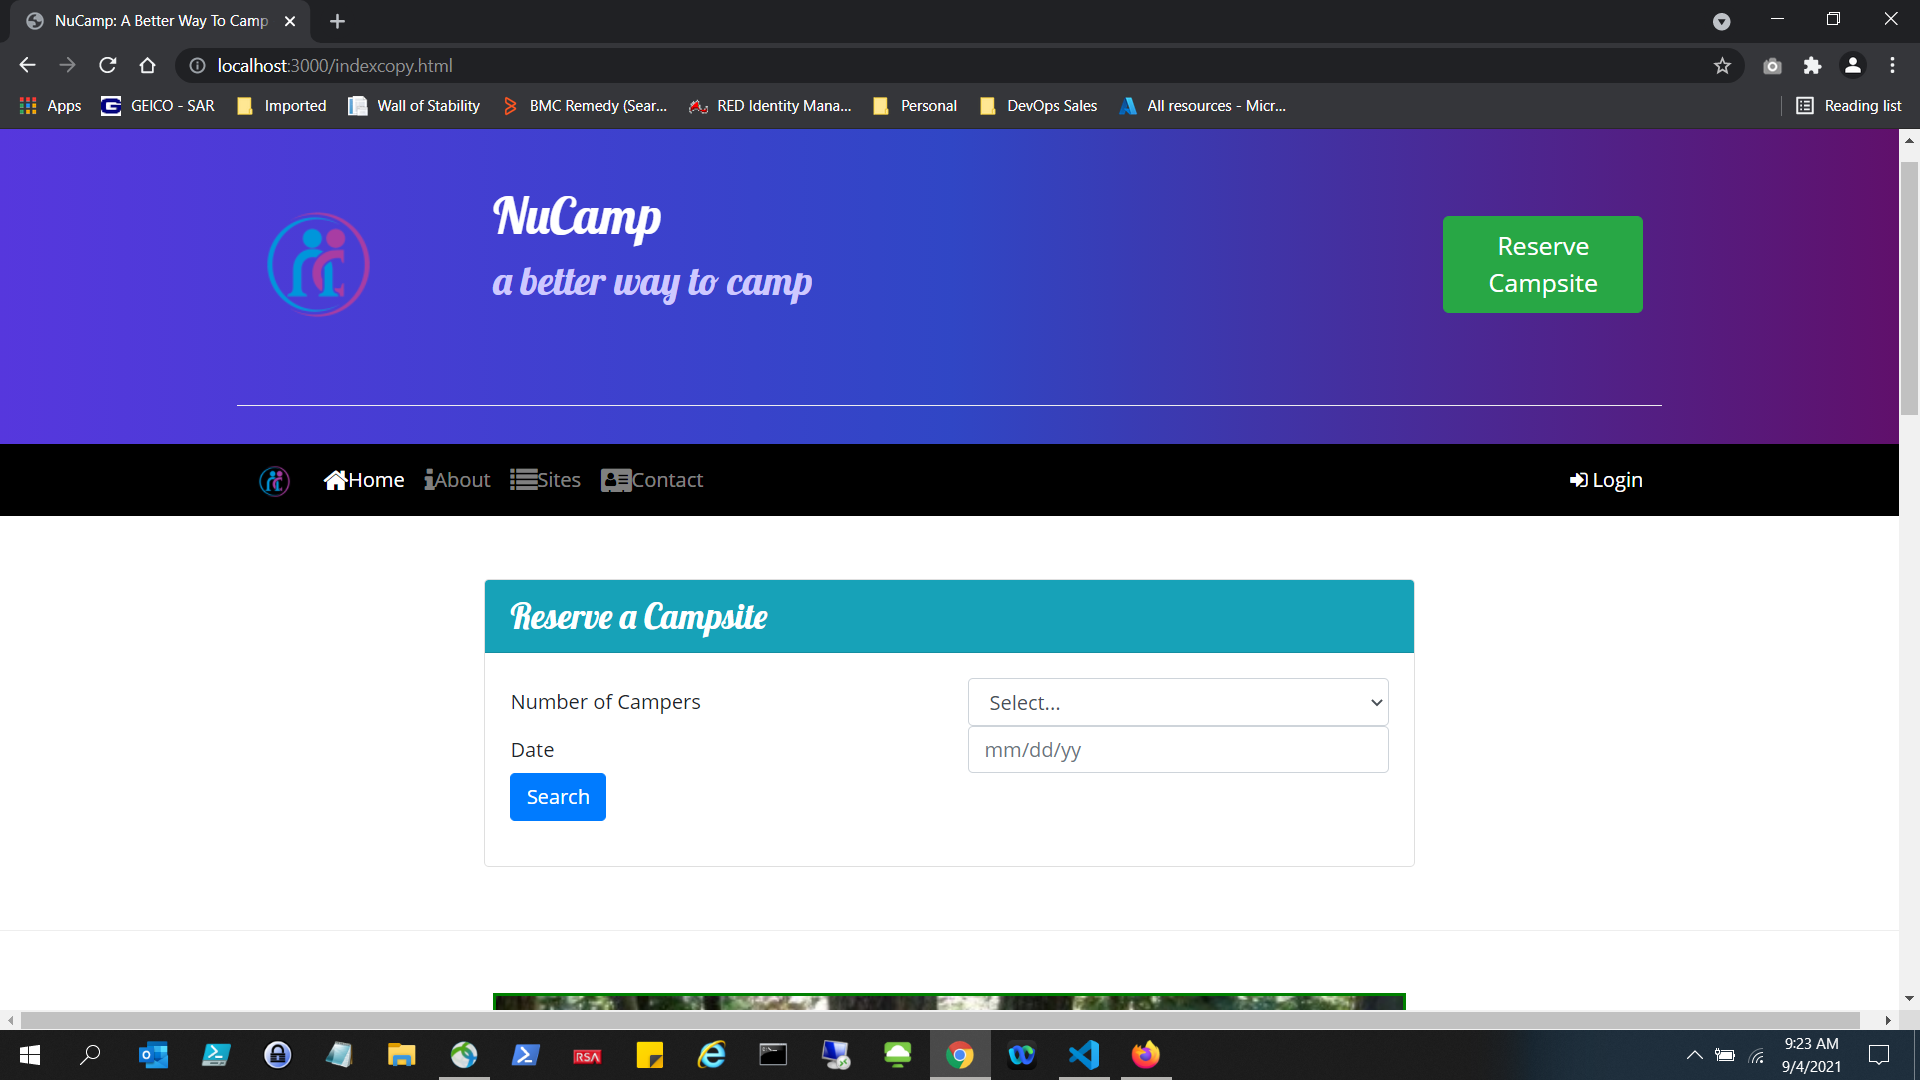 NuCamp: A Better Way To Camp
localhost:3000/indexcopy.html
Apps
GEICO - SAR
Imported
Wall of Stability
BMC Remedy (Sear...
RED Identity Mana...
Personal
DevOps Sales
All resources - Micr...
Reading list
NuCamp
a better way to camp
Reserve
Campsite
Home
About
Sites
Contact
Login
Reserve a Campsite
Number of Campers
Select...
Date
mm/dd/yy
Search
RSA
9:23 AM
9/4/2021